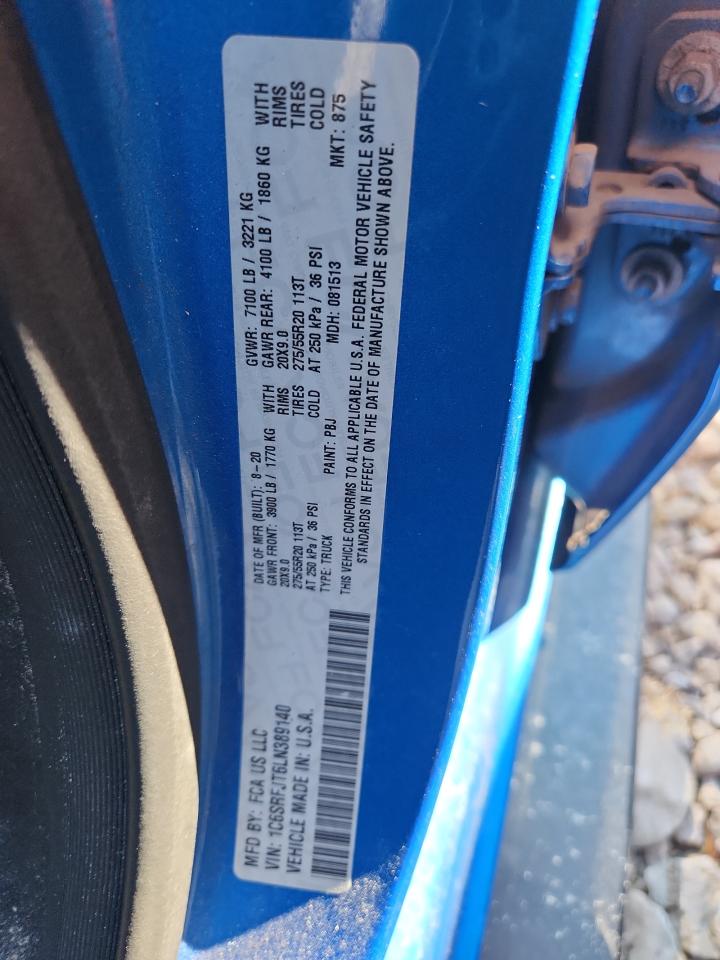 MFD BY: FCA US LLC
VIN: 1C6SRFJT6LN389140
VEHICLE MADE IN: U.S.A.
DATE OF MFR (BUILT): 8-20 GVWR: 7100 LB / 3221 KG
GAWR FRONT: 3900 LB / 1770 KG WITH GAWR REAR: 4100 LB / 1860 KG WITH
20X9.0 RIMS 20X9.0 RIMS
275/55R20 113T TIRES 275/55R20 113T TIRES
AT 250 kPa / 36 PSI COLD AT 250 kPa / 36 PSI COLD
TYPE: TRUCK PAINT: PBJ MDH: 081513 MKT: 875
THIS VEHICLE CONFORMS TO ALL APPLICABLE U.S.A. FEDERAL MOTOR VEHICLE SAFETY
STANDARDS IN EFFECT ON THE DATE OF MANUFACTURE SHOWN ABOVE.